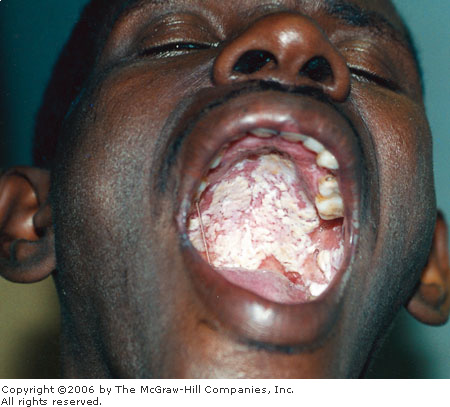 Copyright ©2006 by The McGraw-Hill Companies, Inc.
All rights reserved.